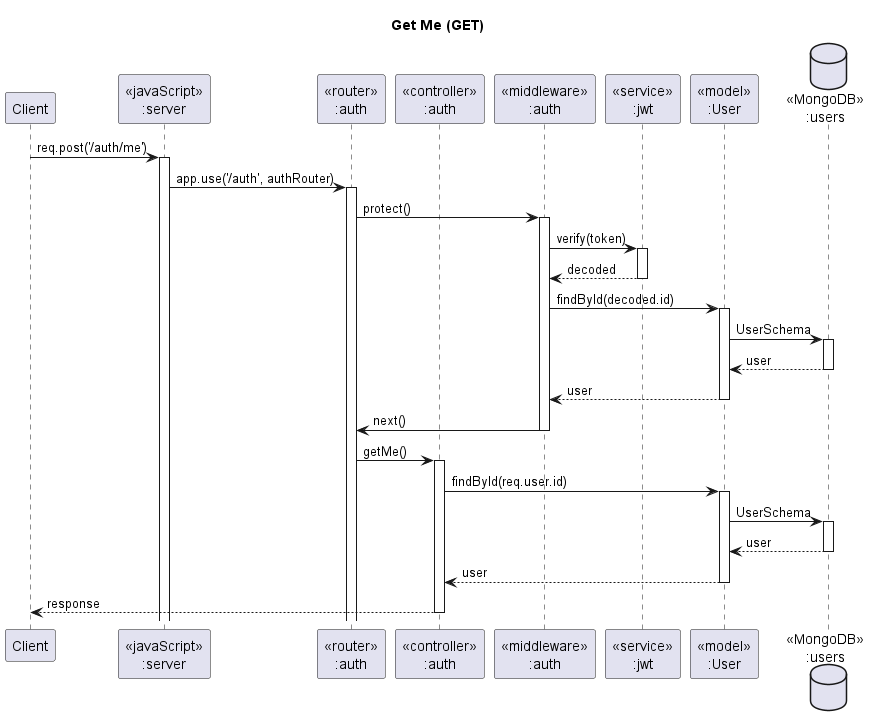 Get Me (GET)
Client
«javaScript»
:server
«router»
:auth
«controller»
:auth
«middleware»
:auth
«service»
:jwt
«model»
:User
«MongoDB»
:users
req.post('/auth/me')
app.use('/auth', authRouter)
protect()
verify(token)
decoded
findById(decoded.id)
UserSchema
user
user
next()
getMe()
findById(req.user.id)
UserSchema
user
user
response
Client
«javaScript»
:server
«router»
:auth
«controller»
:auth
«middleware»
:auth
«service»
:jwt
«model»
:User
«MongoDB»
:users